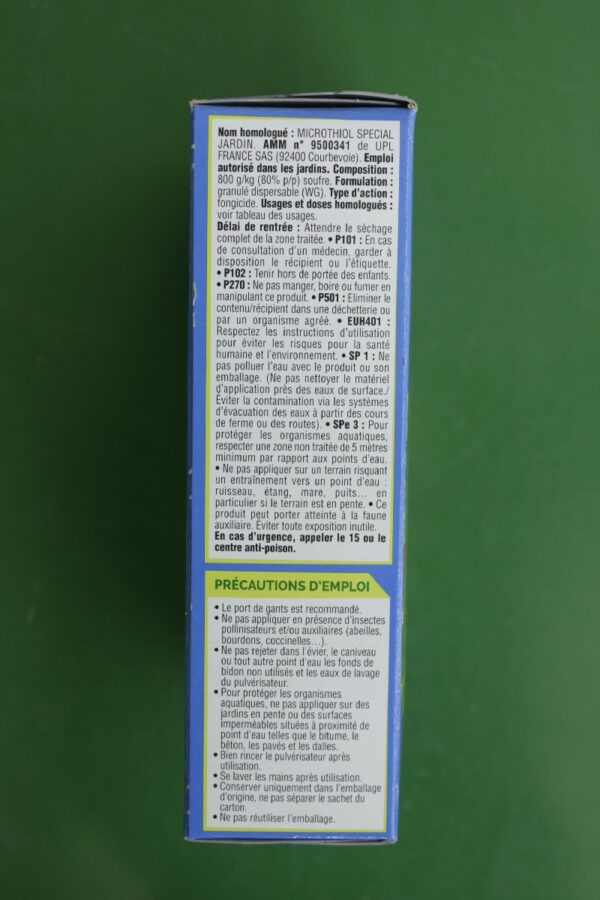 Nom homologué : MICROTHIOL SPECIAL
JARDIN. AMM n° 9500341 de UPL
FRANCE SAS (92400 Courbevoie). Emploi
autorisé dans les jardins. Composition :
800 g/kg (80% p/p) soufre. Formulation :
granulé dispersable (WG). Type d'action :
fongicide. Usages et doses homologués :
voir tableau des usages.
Délai de rentrée : Attendre le séchage
complet de la zone traitée. • P101 : En cas
de consultation d'un médecin, garder à
disposition le récipient ou l'étiquette.
• P102 : Tenir hors de portée des enfants.
• P270 : Ne pas manger, boire ou fumer en
manipulant ce produit. • P501 : Eliminer le
contenu/récipient dans une déchetterie ou
par un organisme agréé. • EUH401 :
Respectez les instructions d'utilisation
pour éviter les risques pour la santé
humaine et l'environnement. • SP 1 : Ne
pas polluer l'eau avec le produit ou son
emballage. (Ne pas nettoyer le matériel
d'application près des eaux de surface./
Éviter la contamination via les systèmes
d'évacuation des eaux à partir des cours
de ferme ou des routes). • SPe 3 : Pour
protéger les organismes aquatiques,
respecter une zone non traitée de 5 mètres
minimum par rapport aux points d'eau.
• Ne pas appliquer sur un terrain risquant
un entraînement vers un point d'eau :
ruisseau, étang, mare, puits... en
particulier si le terrain est en pente. • Ce
produit peut porter atteinte à la faune
auxiliaire. Éviter toute exposition inutile.
En cas d'urgence, appeler le 15 ou le
centre anti-poison.
PRÉCAUTIONS D'EMPLOI
• Le port de gants est recommandé.
• Ne pas appliquer en présence d'insectes
pollinisateurs et/ou auxiliaires (abeilles,
bourdons, coccinelles...).
• Ne pas rejeter dans l'évier, le caniveau
ou tout autre point d'eau les fonds de
bidon non utilisés et les eaux de lavage
du pulvérisateur.
• Pour protéger les organismes
aquatiques, ne pas appliquer sur des
jardins en pente ou des surfaces
imperméables situées à proximité de
point d'eau telles que le bitume, le
béton, les pavés et les dalles.
• Bien rincer le pulvérisateur après
utilisation.
• Se laver les mains après utilisation.
• Conserver uniquement dans l'emballage
d'origine, ne pas séparer le sachet du
carton.
• Ne pas réutiliser l'emballage.